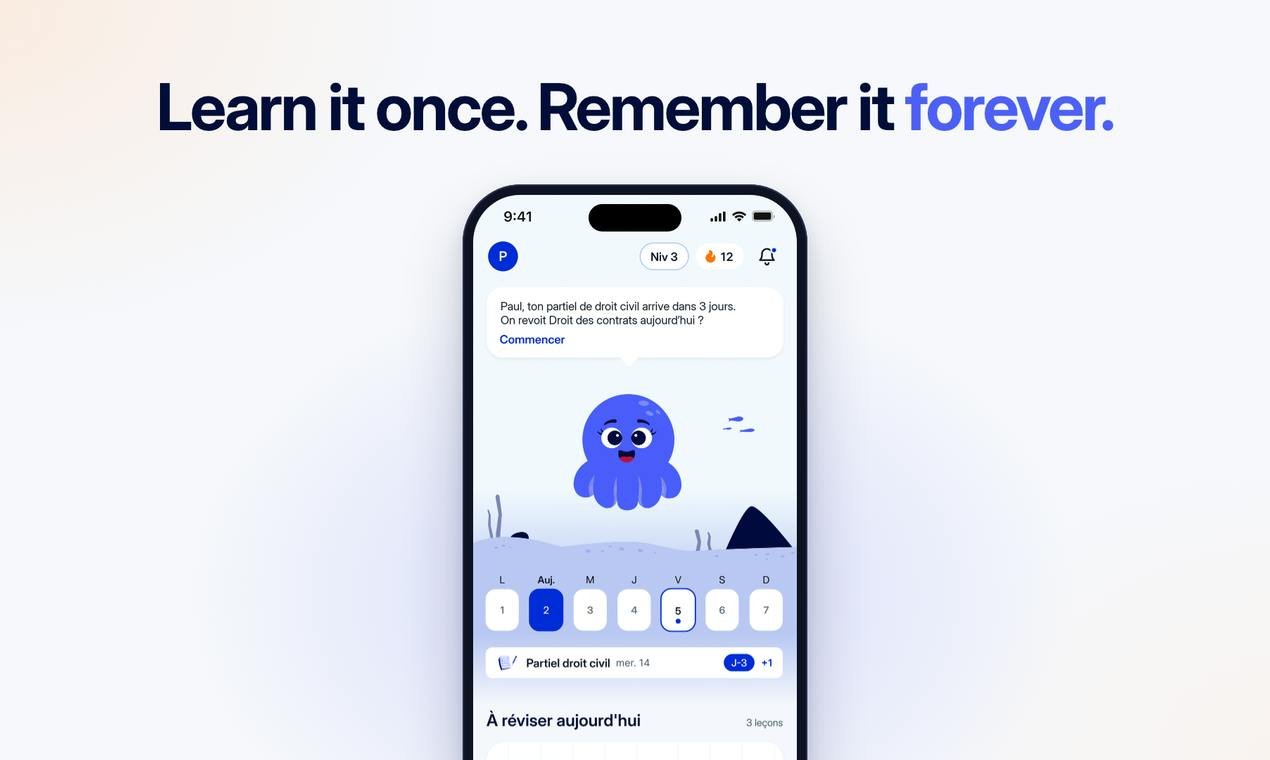 Learn it once. Remember it forever.
9:41
P
Niv 3
12
Paul, ton partiel de droit civil arrive dans 3 jours.
On revoit Droit des contrats aujourd'hui ?
Commencer
L Auj. M J V S D
1 2 3 4 5 6 7
Partiel droit civil mer. 14 J-3 +1
À réviser aujourd'hui 3 leçons